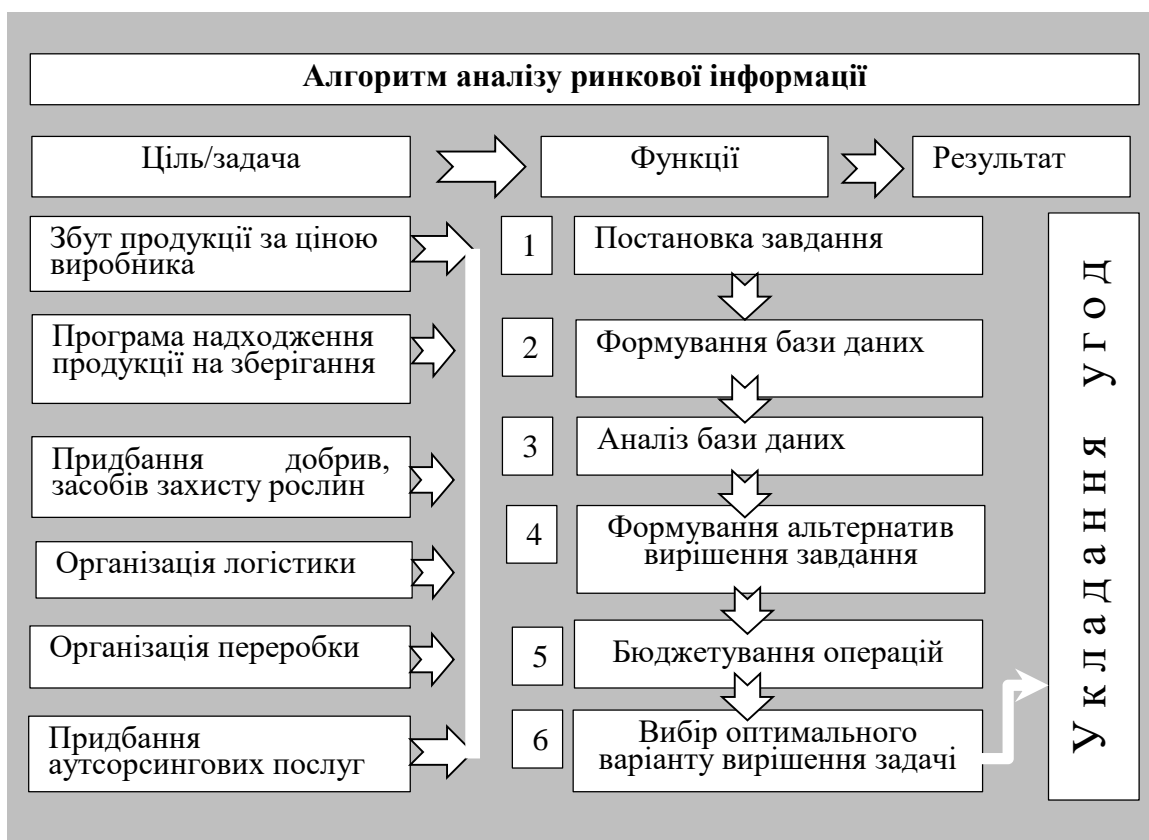 Алгоритм аналізу ринкової інформації
Ціль/задача
Функції
Результат
Збут продукції за ціною
виробника
Програма надходження
продукції на зберігання
Придбання добрив,
засобів захисту рослин
Організація логістики
Організація переробки
Придбання
аутсорсингових послуг
1
Постановка завдання
2
Формування бази даних
3
Аналіз бази даних
4
Формування альтернатив
вирішення завдання
5
Бюджетування операцій
6
Вибір оптимального
варіанту вирішення задачі
Укладання угод